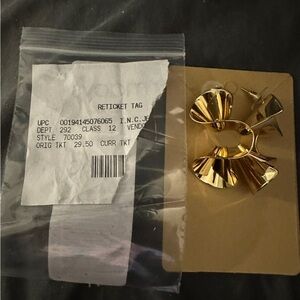 RETICKET TAG
UPC 00194145076065 I.N.C.JE
DEPT 292 CLASS 12 VEND
STYLE 70039
ORIG TKT 29.50 CURR TKT